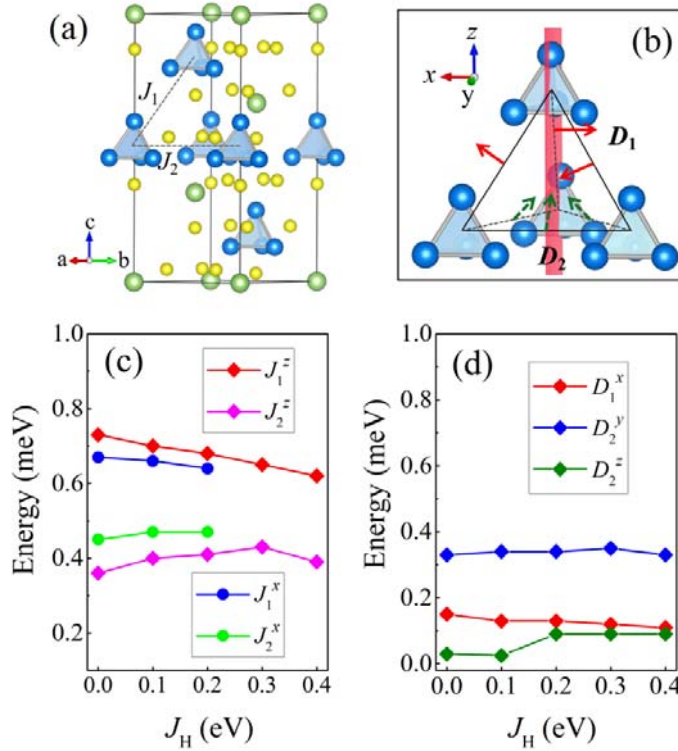 (a)
J₁
J₂
c
a
b
(b)
z
x
y
D₁
D₂
(c)
1.0
0.8
0.6
0.4
0.2
Energy (meV)
J₁ᶻ
J₂ᶻ
J₁ˣ
J₂ˣ
0.0 0.1 0.2 0.3 0.4
J_H (eV)
(d)
1.0
0.8
0.6
0.4
0.2
0.0
Energy (meV)
D₁ˣ
D₂ʸ
D₂ᶻ
0.0 0.1 0.2 0.3 0.4
J_H (eV)